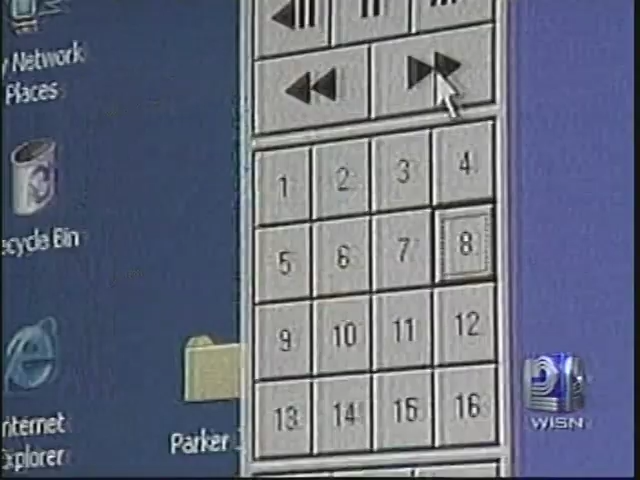 y Network
Places
ecycle Bin
nternet
xplorer
Parker
1 2 3 4
5 6 7 8
9 10 11 12
13 14 15 16
WISN